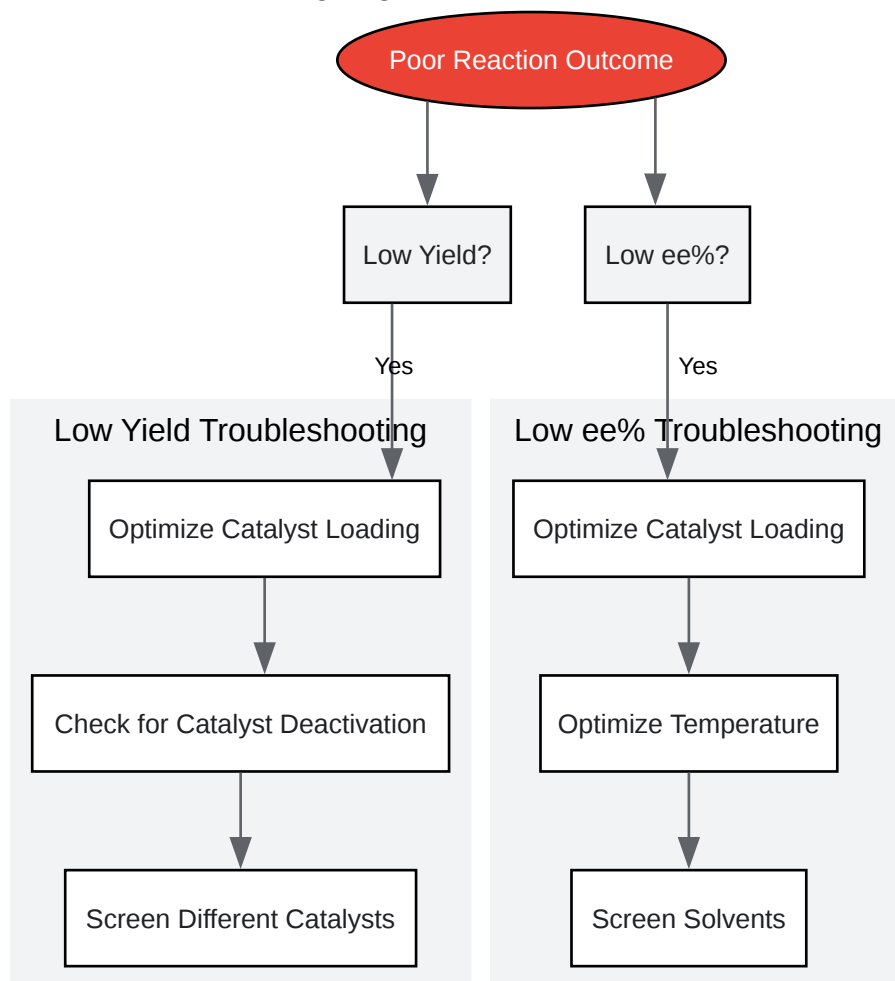 Poor Reaction Outcome
Low Yield?
Low ee%?
Yes
Yes
Low Yield Troubleshooting
Low ee% Troubleshooting
Optimize Catalyst Loading
Optimize Catalyst Loading
Check for Catalyst Deactivation
Optimize Temperature
Screen Different Catalysts
Screen Solvents